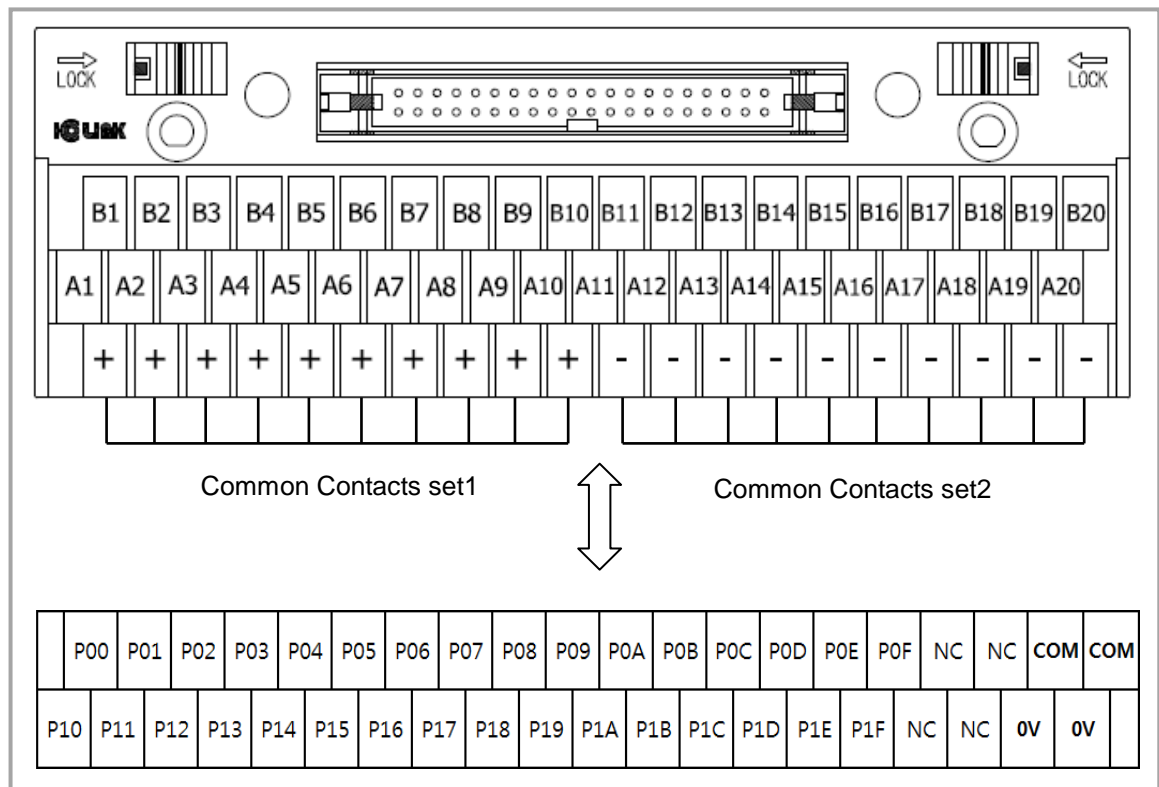 LOCK LOCK
B1 B2 B3 B4 B5 B6 B7 B8 B9 B10 B11 B12 B13 B14 B15 B16 B17 B18 B19 B20
A1 A2 A3 A4 A5 A6 A7 A8 A9 A10 A11 A12 A13 A14 A15 A16 A17 A18 A19 A20
+ + + + + + + + + + - - - - - - - - - -
Common Contacts set1 Common Contacts set2
P00 P01 P02 P03 P04 P05 P06 P07 P08 P09 P0A P0B P0C P0D P0E P0F NC NC COM COM
P10 P11 P12 P13 P14 P15 P16 P17 P18 P19 P1A P1B P1C P1D P1E P1F NC NC 0V 0V